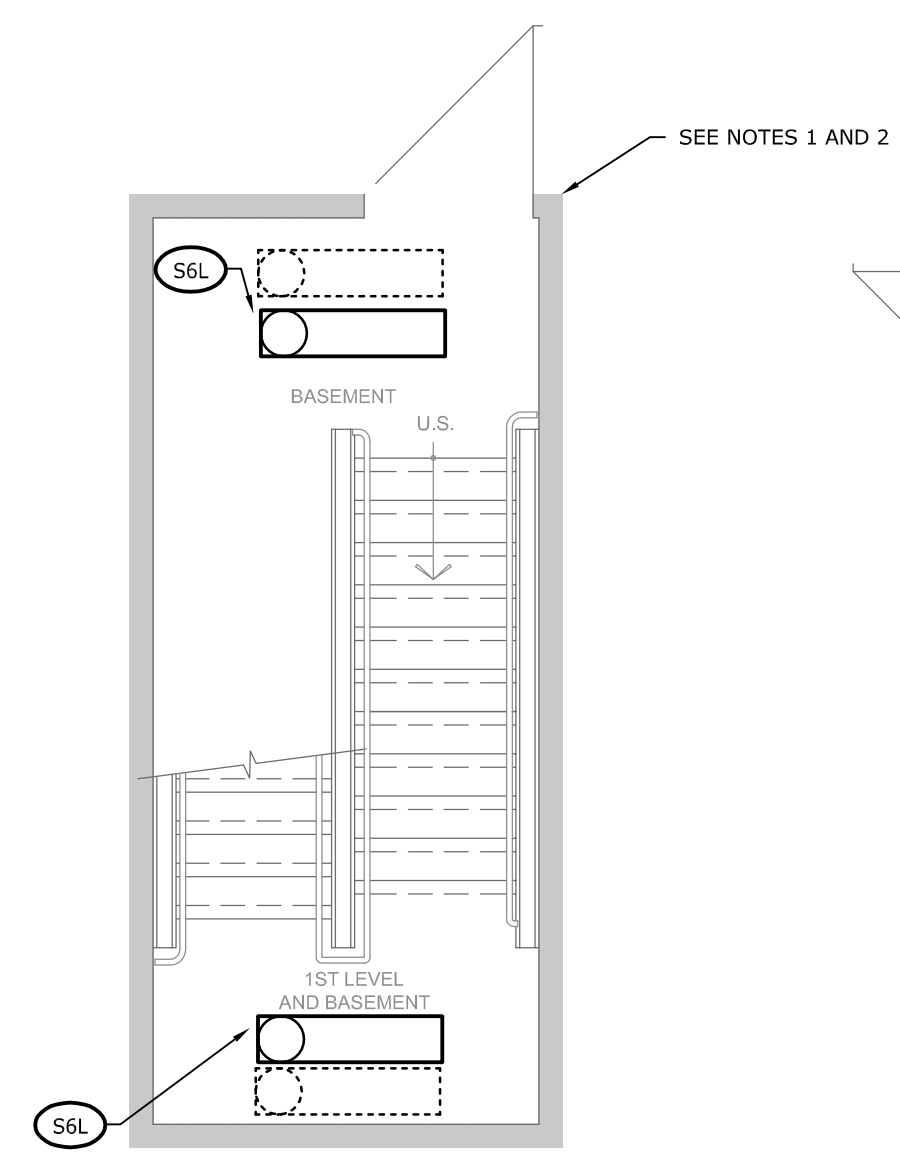 SEE NOTES 1 AND 2
S6L
BASEMENT
U.S.
1ST LEVEL
AND BASEMENT
S6L